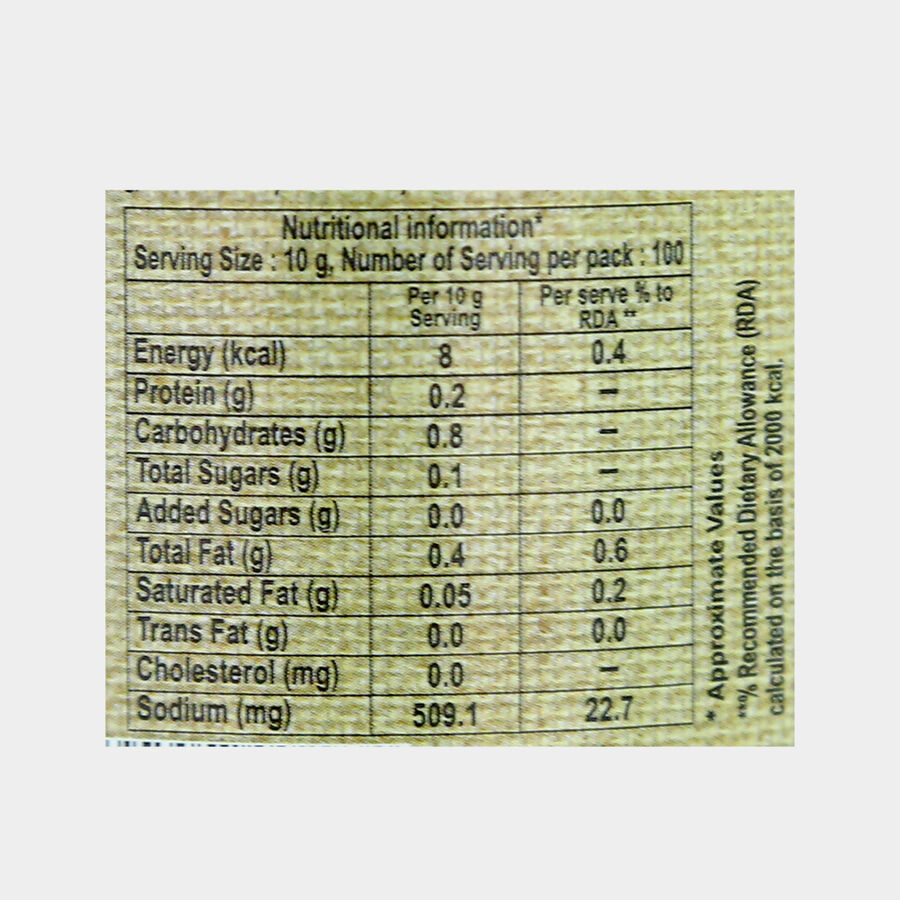 Nutritional information*
Serving Size : 10 g, Number of Serving per pack : 100
Per 10 g Serving Per serve % to RDA **
Energy (kcal) 8 0.4
Protein (g) 0.2 –
Carbohydrates (g) 0.8 –
Total Sugars (g) 0.1 –
Added Sugars (g) 0.0 0.0
Total Fat (g) 0.4 0.6
Saturated Fat (g) 0.05 0.2
Trans Fat (g) 0.0 0.0
Cholesterol (mg) 0.0 –
Sodium (mg) 509.1 22.7
* Approximate Values
**% Recommended Dietary Allowance (RDA)
calculated on the basis of 2000 kcal.